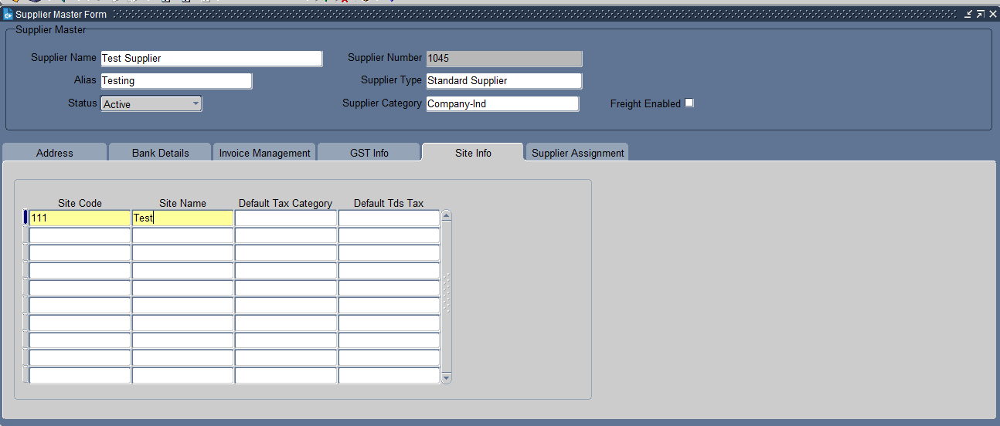 Supplier Master Form
Supplier Master
Supplier Name Test Supplier Supplier Number 1045
Alias Testing Supplier Type Standard Supplier
Status Active Supplier Category Company-Ind Freight Enabled
Address Bank Details Invoice Management GST Info Site Info Supplier Assignment
Site Code Site Name Default Tax Category Default Tds Tax
111 Test